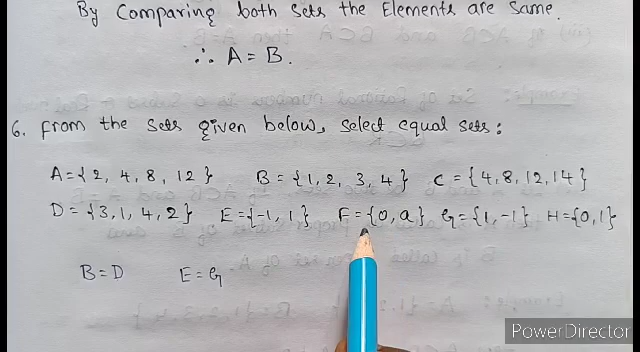 By Comparing both Sets the Elements are Same.
∴ A = B.
6. From the Sets given below, select equal sets:
A = {2, 4, 8, 12} B = {1, 2, 3, 4} C = {4, 8, 12, 14}
D = {3, 1, 4, 2} E = {-1, 1} F = {0, a} G = {1, -1} H = {0, 1}
B = D E = G
PowerDirector